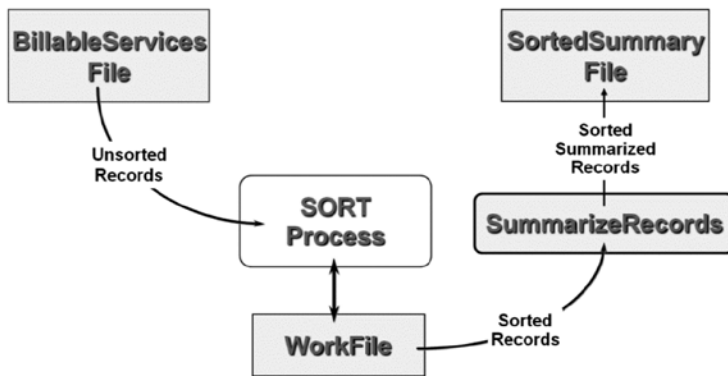 BillableServices
File
SortedSummary
File
Unsorted
Records
Sorted
Summarized
Records
SORT
Process
SummarizeRecords
WorkFile
Sorted
Records